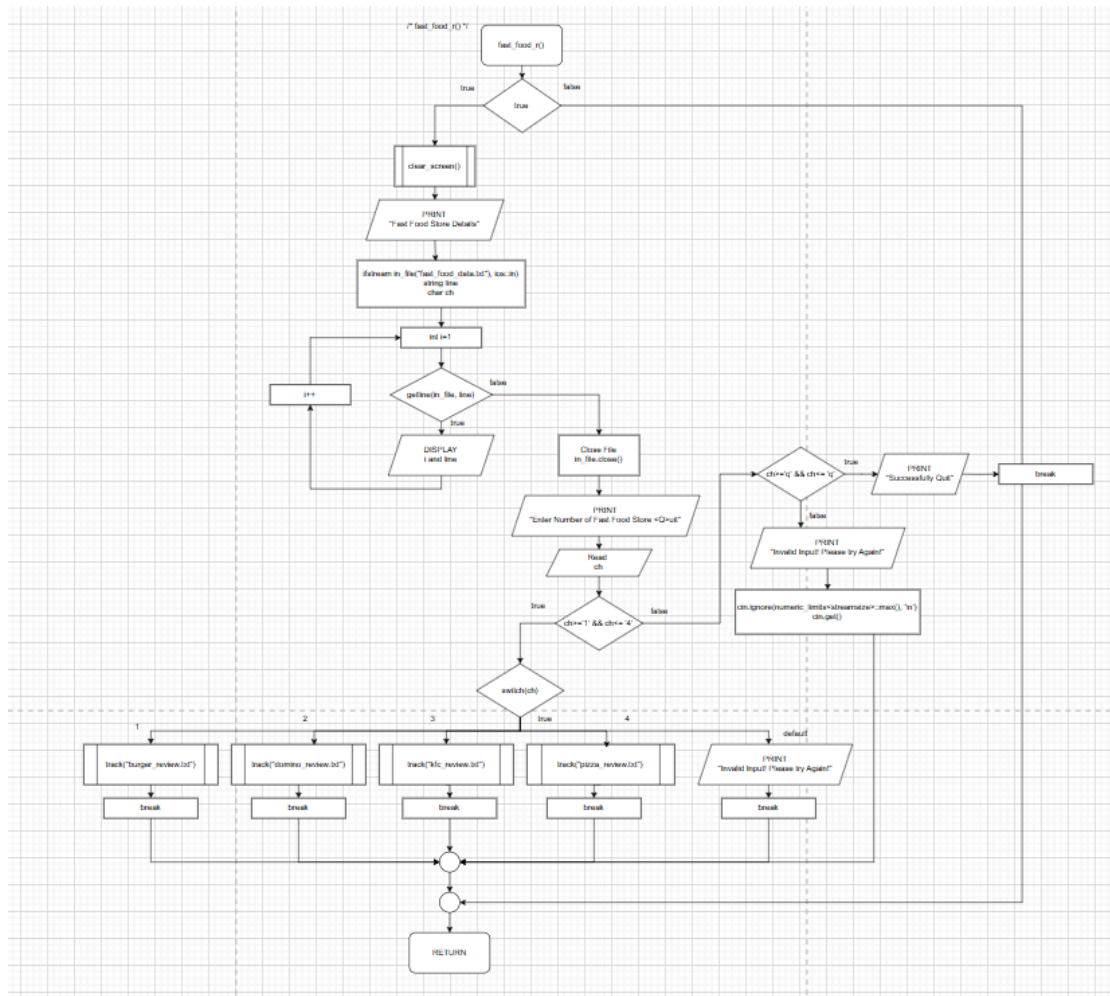 /* fast_food_r() */
fast_food_r()
true
false
true
clear_screen()
PRINT
"Fast Food Store Details"
ifstream in_file("fast_food_data.txt"), ios::in)
string line
char ch
int i=1
getline(in_file, line)
false
true
i++
DISPLAY
i and line
Close File
in_file.close()
PRINT
"Enter Number of Fast Food Store <Q>uit"
Read
ch
ch>='1' && ch<= '4'
true
false
ch>='q' && ch<= 'q'
true
false
PRINT
"Successfully Quit"
break
PRINT
"Invalid Input! Please try Again!"
cin.ignore(numeric_limits<streamsize>::max(), '\n')
cin.get()
switch(ch)
true
1
2
3
4
default
track("burger_review.txt")
track("domino_review.txt")
track("kfc_review.txt")
track("pizza_review.txt")
PRINT
"Invalid Input! Please try Again!"
break
break
break
break
break
RETURN